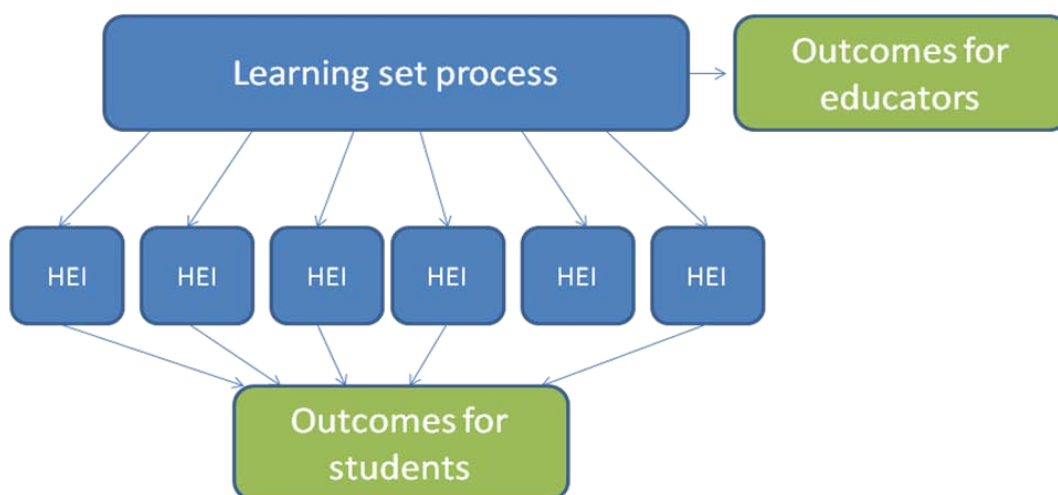 Learning set process
Outcomes for
educators
HEI
HEI
HEI
HEI
HEI
HEI
Outcomes for
students